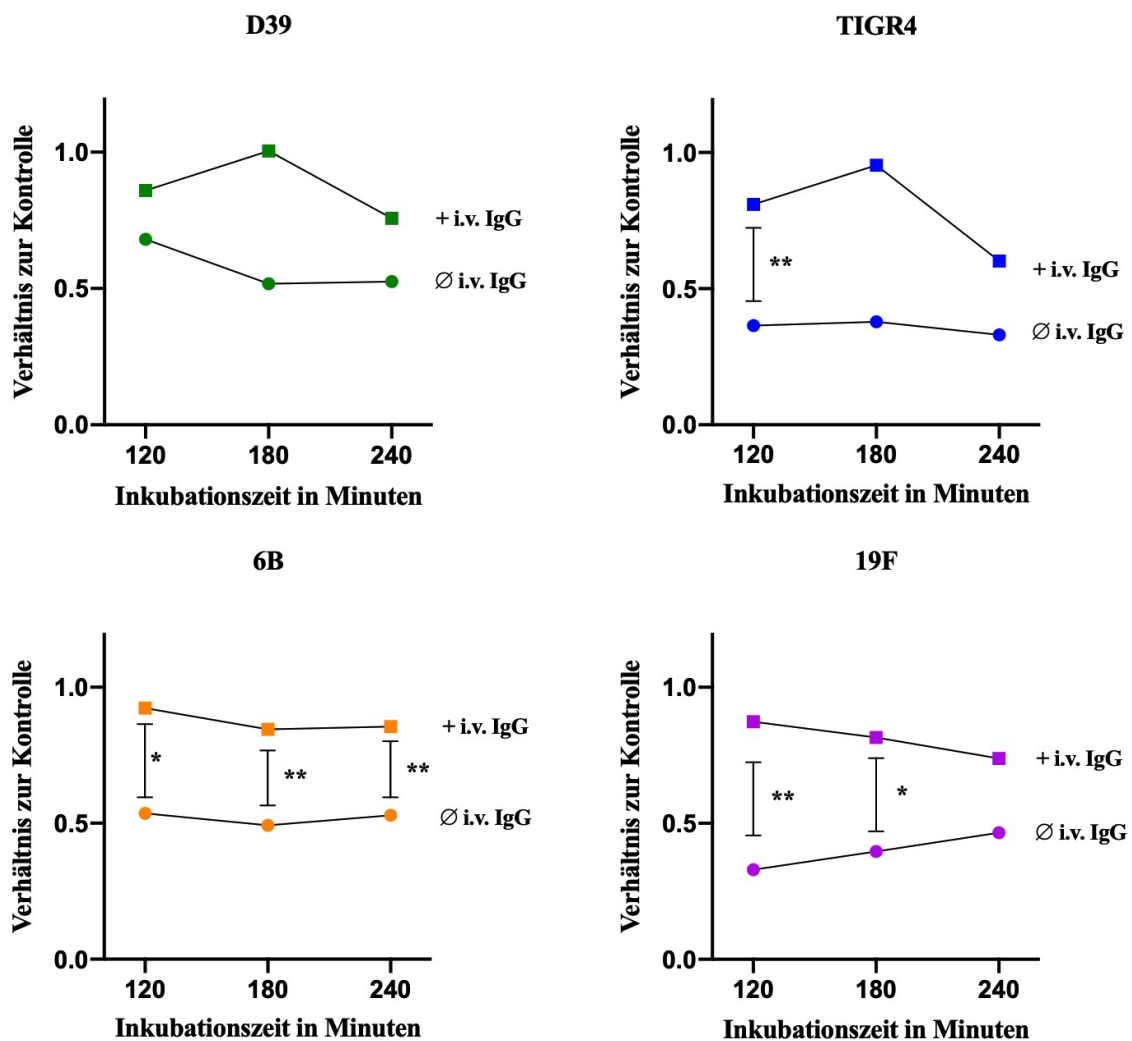 D39
Verhältnis zur Kontrolle
1.0
0.5
0.0
+ i.v. IgG
∅ i.v. IgG
120 180 240
Inkubationszeit in Minuten
TIGR4
Verhältnis zur Kontrolle
1.0
0.5
0.0
**
+ i.v. IgG
∅ i.v. IgG
120 180 240
Inkubationszeit in Minuten
6B
Verhältnis zur Kontrolle
1.0
0.5
0.0
* ** **
+ i.v. IgG
∅ i.v. IgG
120 180 240
Inkubationszeit in Minuten
19F
Verhältnis zur Kontrolle
1.0
0.5
0.0
** *
+ i.v. IgG
∅ i.v. IgG
120 180 240
Inkubationszeit in Minuten